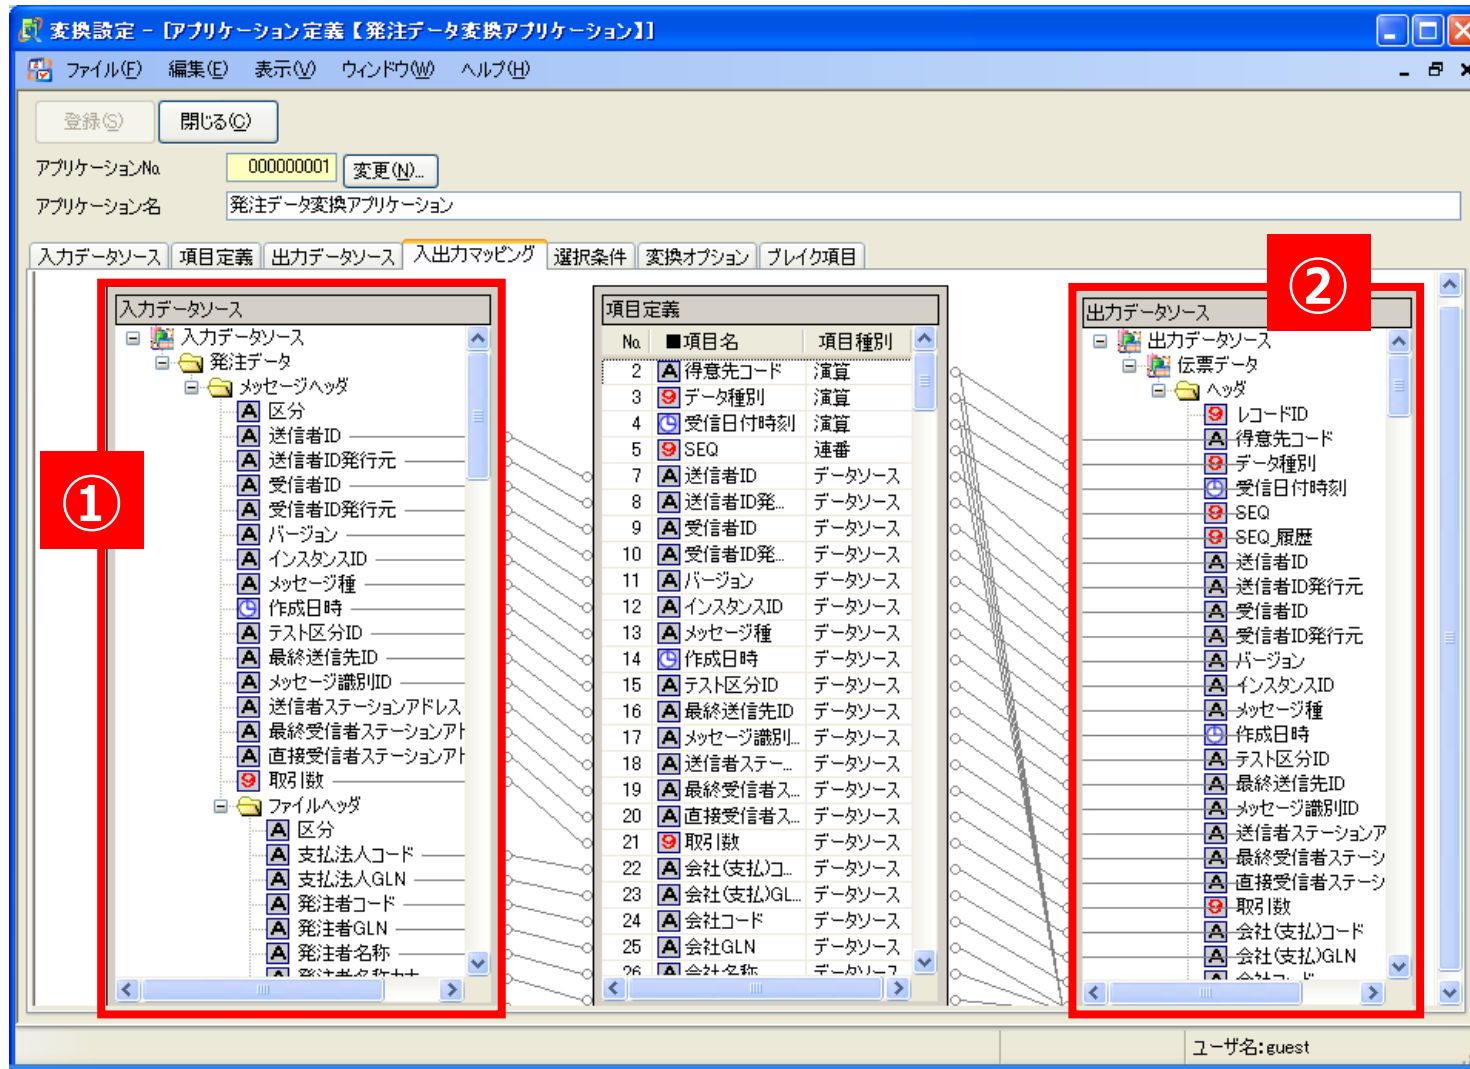 変換設定 - [アプリケーション定義【発注データ変換アプリケーション】]
ファイル(F) 編集(E) 表示(V) ウィンドウ(W) ヘルプ(H)
登録(S) 閉じる(C)
アプリケーションNo. 000000001 変更(N)...
アプリケーション名 発注データ変換アプリケーション
入力データソース 項目定義 出力データソース 入出力マッピング 選択条件 変換オプション ブレイク項目
①
入力データソース
入力データソース
発注データ
メッセージヘッダ
区分
送信者ID
送信者ID発行元
受信者ID
受信者ID発行元
バージョン
インスタンスID
メッセージ種
作成日時
テスト区分ID
最終送信先ID
メッセージ識別ID
送信者ステーションアドレス
最終受信者ステーションアド
直接受信者ステーションアド
取引数
ファイルヘッダ
区分
支払法人コード
支払法人GLN
発注者コード
発注者GLN
発注者名称
発注者名称カナ
項目定義
No. ■項目名 項目種別
2 得意先コード 演算
3 データ種別 演算
4 受信日付時刻 演算
5 SEQ 連番
7 送信者ID データソース
8 送信者ID発... データソース
9 受信者ID データソース
10 受信者ID発... データソース
11 バージョン データソース
12 インスタンスID データソース
13 メッセージ種 データソース
14 作成日時 データソース
15 テスト区分ID データソース
16 最終送信先ID データソース
17 メッセージ識別... データソース
18 送信者ステー... データソース
19 最終受信者ス... データソース
20 直接受信者ス... データソース
21 取引数 データソース
22 会社(支払)コ... データソース
23 会社(支払)GL... データソース
24 会社コード データソース
25 会社GLN データソース
26 会社名称 データソース
②
出力データソース
出力データソース
伝票データ
ヘッダ
レコードID
得意先コード
データ種別
受信日付時刻
SEQ
SEQ_履歴
送信者ID
送信者ID発行元
受信者ID
受信者ID発行元
バージョン
インスタンスID
メッセージ種
作成日時
テスト区分ID
最終送信先ID
メッセージ識別ID
送信者ステーションア
最終受信者ステーシ
直接受信者ステーシ
取引数
会社(支払)コード
会社(支払)GLN
会社コード
ユーザ名:guest